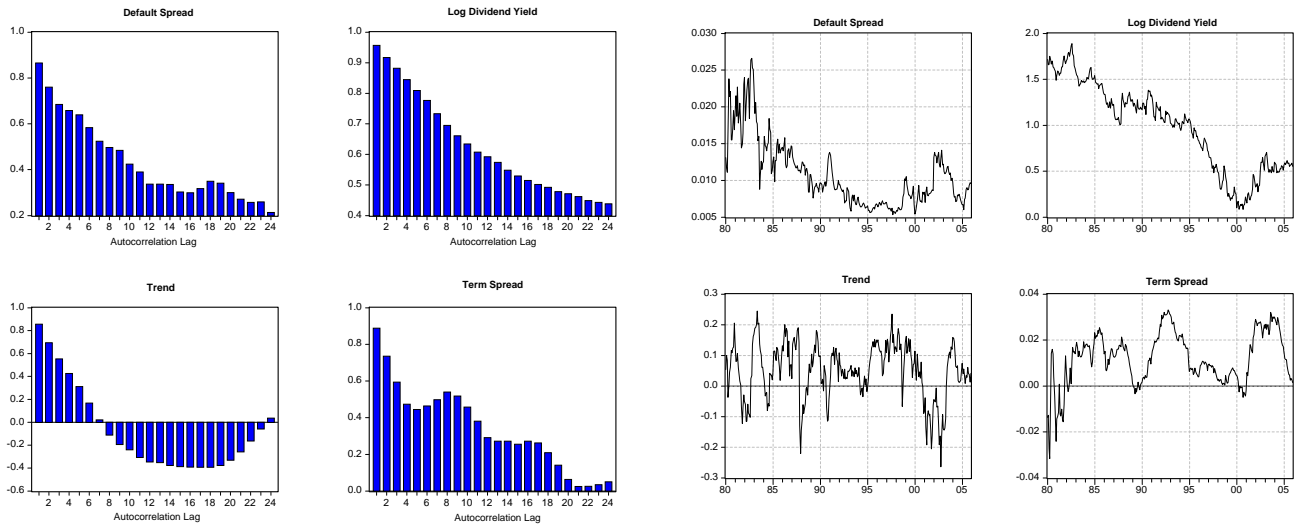 Default Spread
1.0
0.8
0.6
0.4
0.2
2 4 6 8 10 12 14 16 18 20 22 24
Autocorrelation Lag
Log Dividend Yield
1.0
0.9
0.8
0.7
0.6
0.5
0.4
2 4 6 8 10 12 14 16 18 20 22 24
Autocorrelation Lag
Default Spread
0.030
0.025
0.020
0.015
0.010
0.005
80 85 90 95 00 05
Log Dividend Yield
2.0
1.5
1.0
0.5
0.0
80 85 90 95 00 05
Trend
1.0
0.8
0.6
0.4
0.2
0.0
-0.2
-0.4
-0.6
2 4 6 8 10 12 14 16 18 20 22 24
Autocorrelation Lag
Term Spread
1.0
0.8
0.6
0.4
0.2
0.0
2 4 6 8 10 12 14 16 18 20 22 24
Autocorrelation Lag
Trend
0.3
0.2
0.1
0.0
-0.1
-0.2
-0.3
80 85 90 95 00 05
Term Spread
0.04
0.02
0.00
-0.02
-0.04
80 85 90 95 00 05